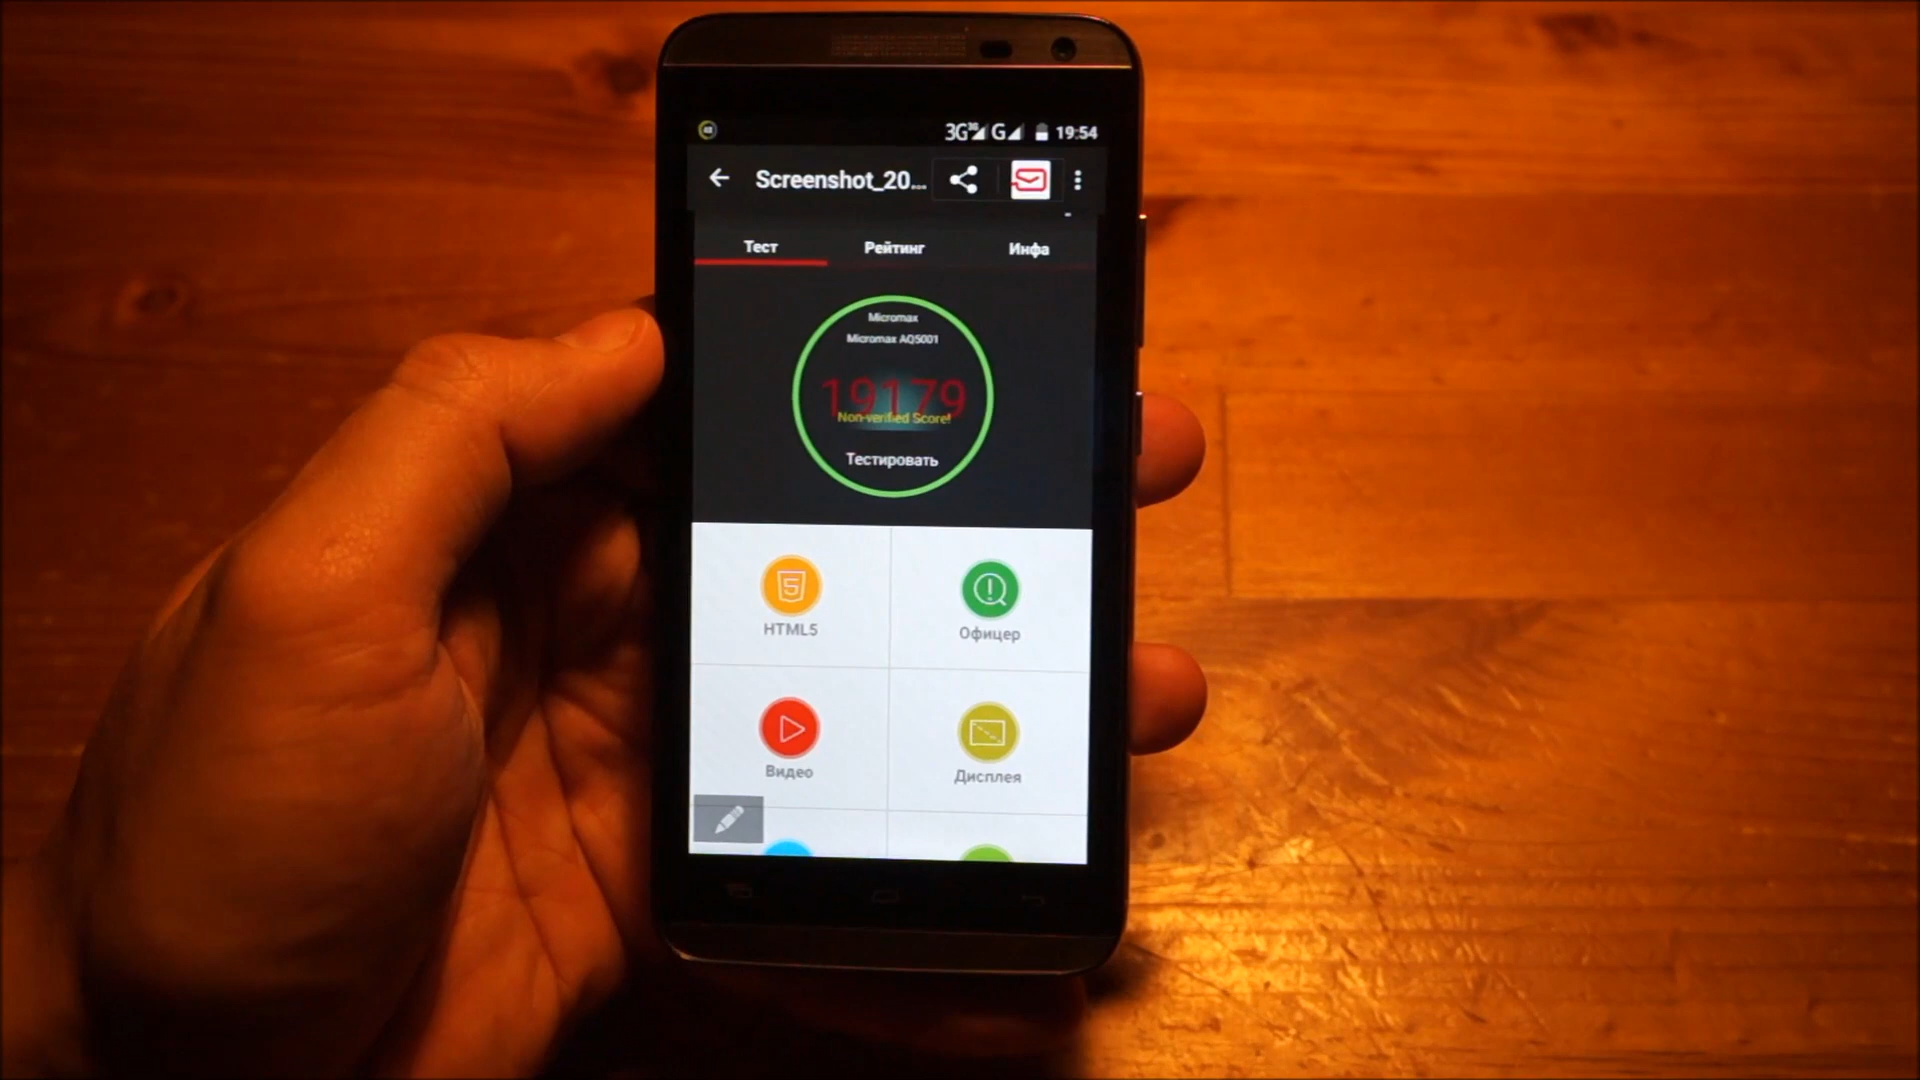 3G 3G G 19:54
Screenshot_20...
Тест Рейтинг Инфа
Micromax
Micromax AQ5001
19179
Non-verified Score!
Тестировать
HTML5 Офицер
Видео Дисплея